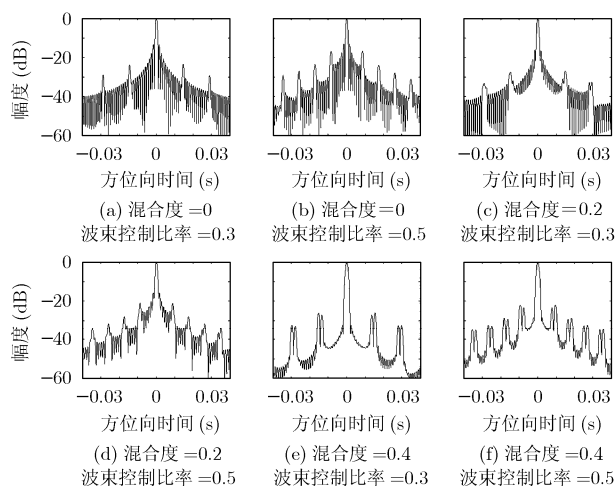 0
−20
−40
−60
幅度 (dB)
−0.03 0 0.03
−0.03 0 0.03
−0.03 0 0.03
方位向时间 (s)
方位向时间 (s)
方位向时间 (s)
(a) 混合度=0
波束控制比率=0.3
(b) 混合度=0
波束控制比率=0.5
(c) 混合度=0.2
波束控制比率=0.3
0
−20
−40
−60
幅度 (dB)
−0.03 0 0.03
−0.03 0 0.03
−0.03 0 0.03
方位向时间 (s)
方位向时间 (s)
方位向时间 (s)
(d) 混合度=0.2
波束控制比率=0.5
(e) 混合度=0.4
波束控制比率=0.3
(f) 混合度=0.4
波束控制比率=0.5